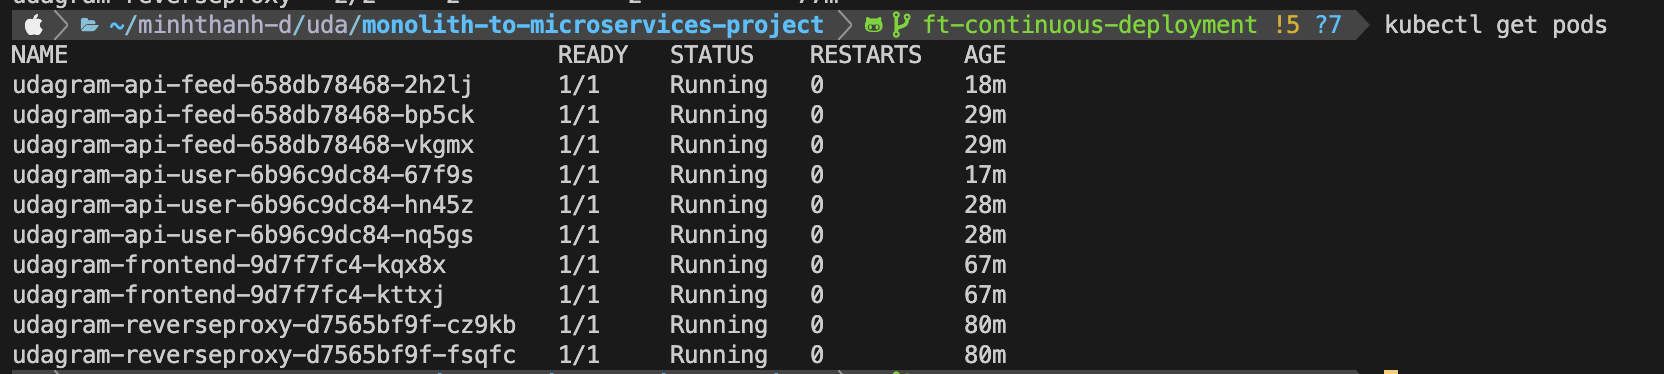 ~/minhthanh-d/uda/monolith-to-microservices-project ft-continuous-deployment !5 ?7 kubectl get pods
NAME READY STATUS RESTARTS AGE
udagram-api-feed-658db78468-2h2lj 1/1 Running 0 18m
udagram-api-feed-658db78468-bp5ck 1/1 Running 0 29m
udagram-api-feed-658db78468-vkgmx 1/1 Running 0 29m
udagram-api-user-6b96c9dc84-67f9s 1/1 Running 0 17m
udagram-api-user-6b96c9dc84-hn45z 1/1 Running 0 28m
udagram-api-user-6b96c9dc84-nq5gs 1/1 Running 0 28m
udagram-frontend-9d7f7fc4-kqx8x 1/1 Running 0 67m
udagram-frontend-9d7f7fc4-kttxj 1/1 Running 0 67m
udagram-reverseproxy-d7565bf9f-cz9kb 1/1 Running 0 80m
udagram-reverseproxy-d7565bf9f-fsqfc 1/1 Running 0 80m